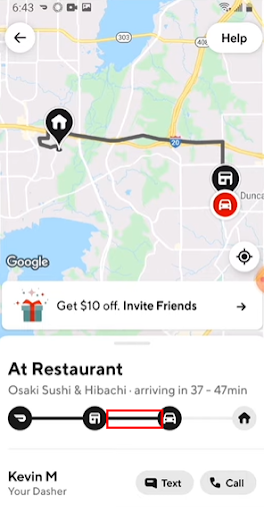 6:43
Help
303
408
20
Dunca
Google
Get $10 off. Invite Friends
At Restaurant
Osaki Sushi & Hibachi · arriving in 37 - 47min
Kevin M
Your Dasher
Text
Call